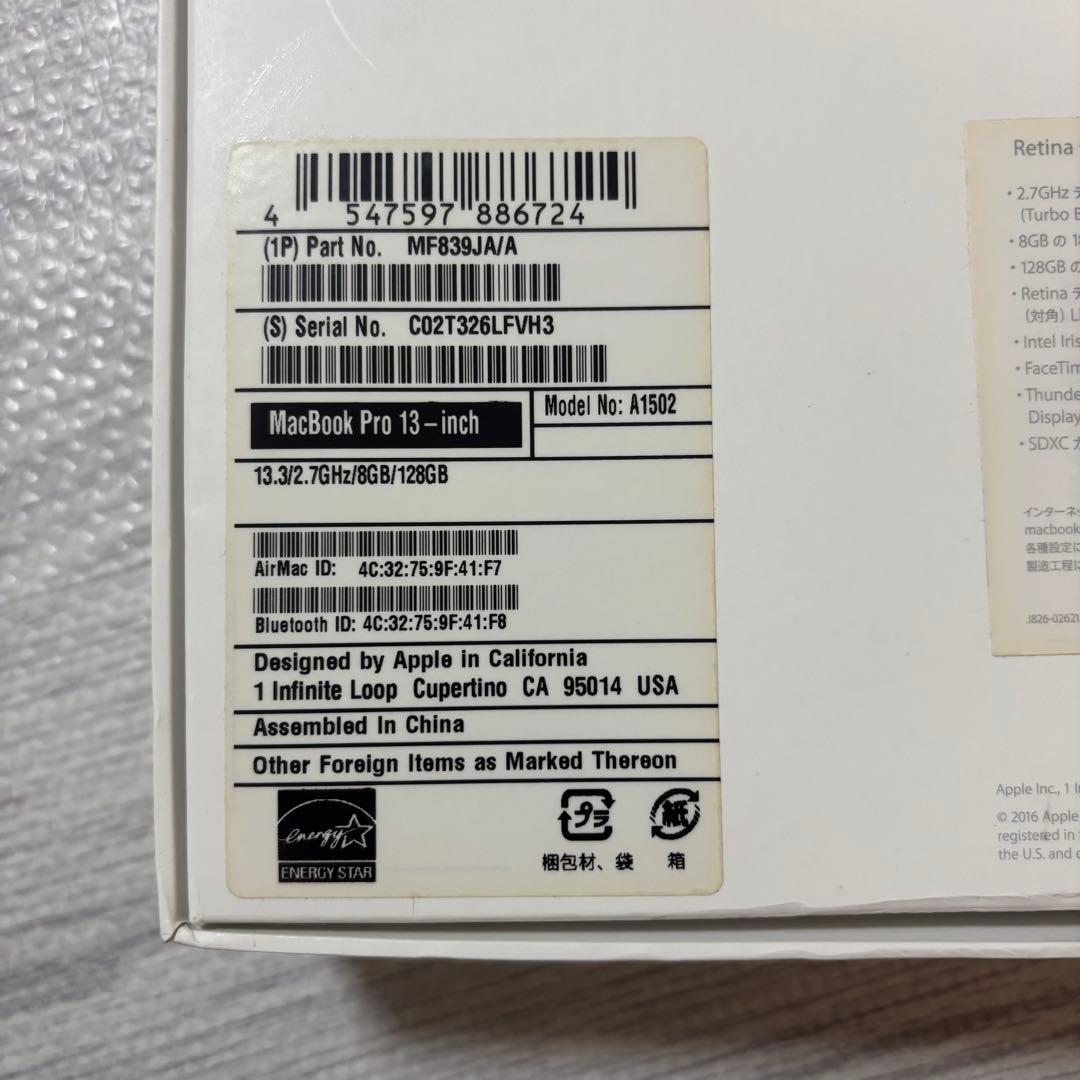 4 547597 886724
(1P) Part No. MF839JA/A
(S) Serial No. C02T326LFVH3
MacBook Pro 13-inch
Model No: A1502
13.3/2.7GHz/8GB/128GB
AirMac ID: 4C:32:75:9F:41:F7
Bluetooth ID: 4C:32:75:9F:41:F8
Designed by Apple in California
1 Infinite Loop Cupertino CA 95014 USA
Assembled In China
Other Foreign Items as Marked Thereon
energy
ENERGY STAR
プラ
梱包材、袋
紙
箱
Retina
• 2.7GHz
(Turbo
• 8GB の
• 128GB の
• Retina
(対角)
• Intel Iris
• FaceTim
• Thunde
Display
• SDXC
インターネ
macbook
各種設定に
製造工程に
J826-02621
Apple Inc., 1
© 2016 Apple
registered in
the U.S. and